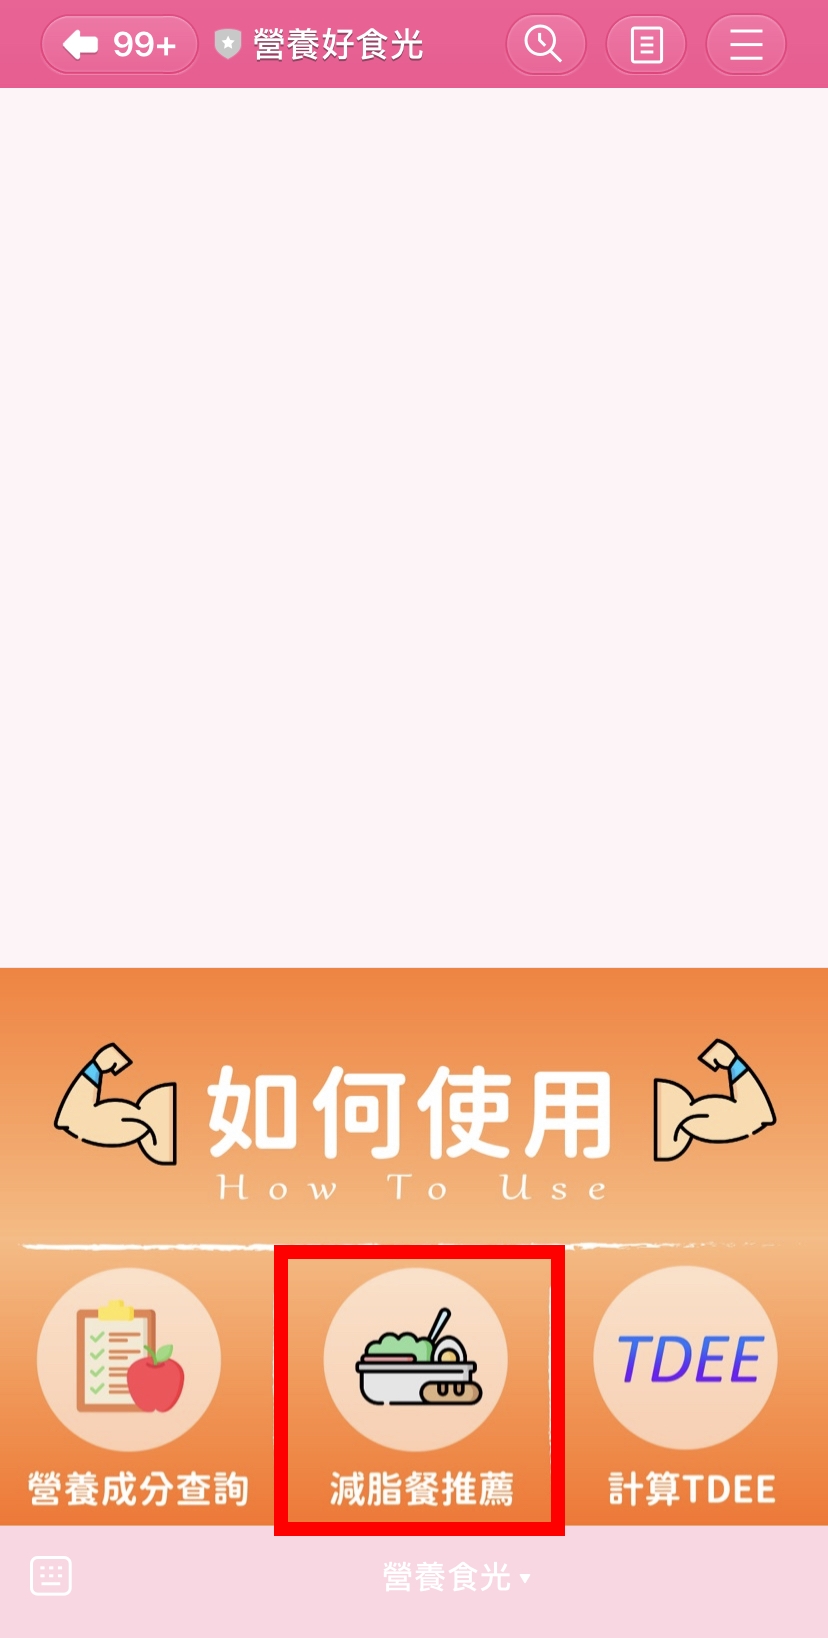 99+ 營養好食光
如何使用
How To Use
TDEE
營養成分查詢
減脂餐推薦
計算TDEE
營養食光▼